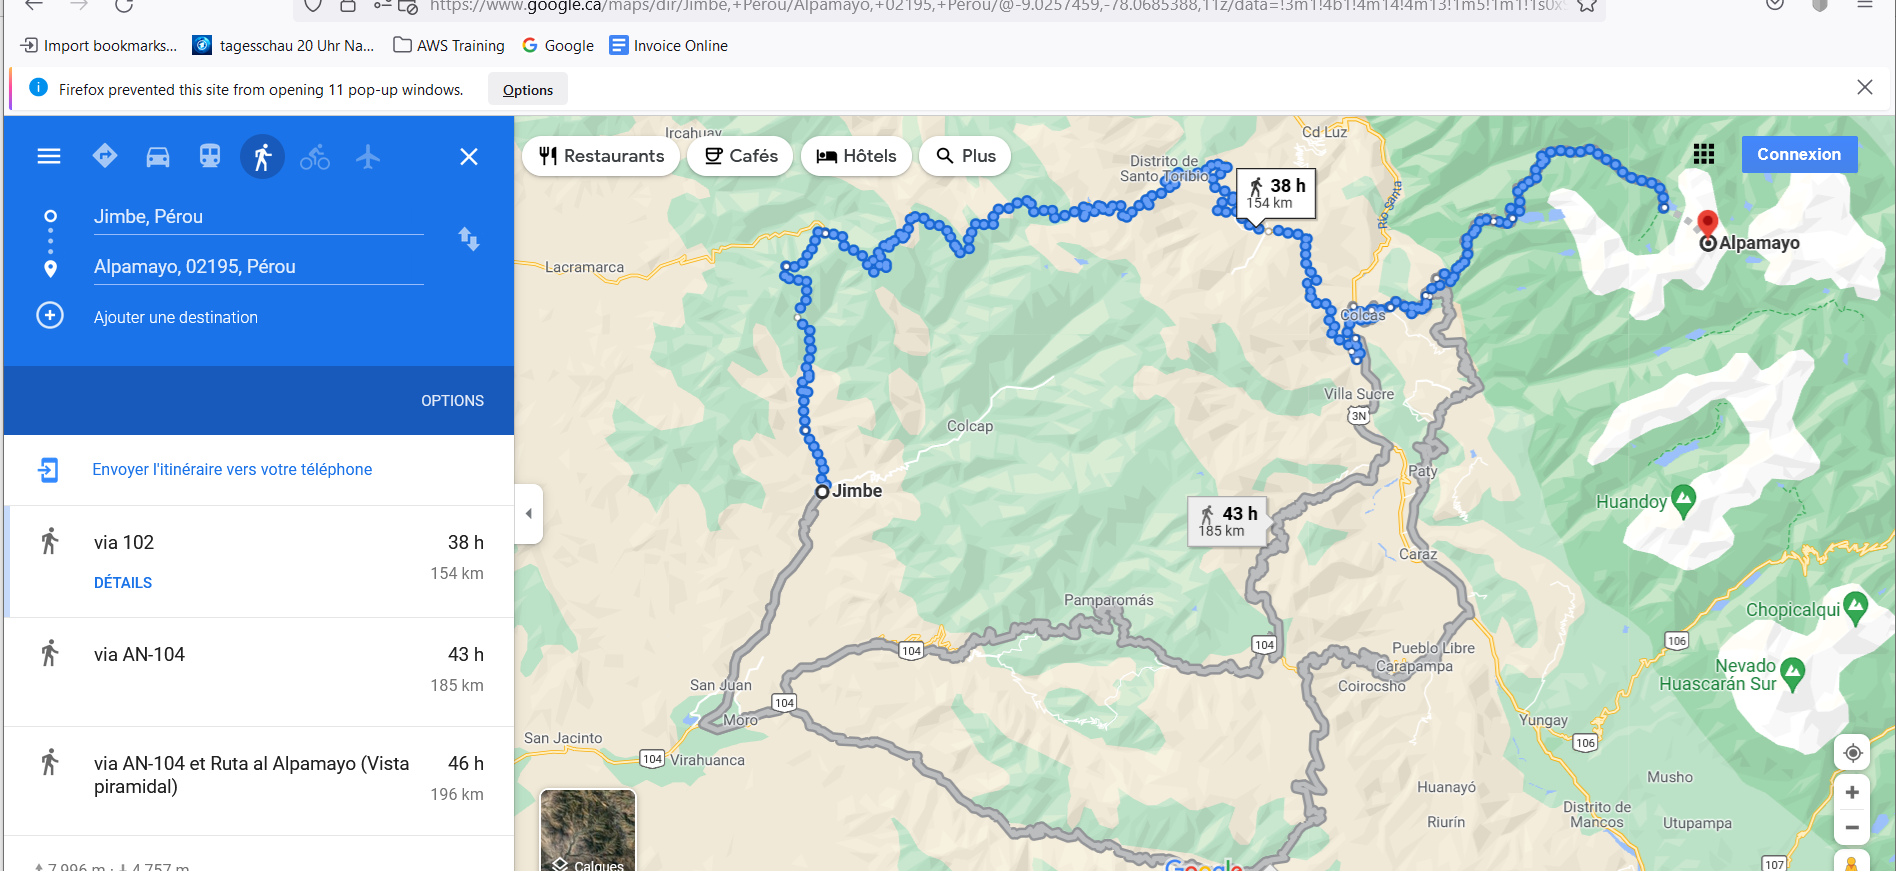 https://www.google.ca/maps/dir/Jimbe,+Pérou/Alpamayo,+02195,+Pérou/@-9.0257459,-78.0685388,11z/data=!3m1!4b1!4m14!4m13!1m5!1m1!1s0x
Import bookmarks... tagesschau 20 Uhr Na... AWS Training Google Invoice Online
Firefox prevented this site from opening 11 pop-up windows. Options
Jimbe, Pérou
Alpamayo, 02195, Pérou
Ajouter une destination
OPTIONS
Envoyer l'itinéraire vers votre téléphone
via 102 38 h
154 km
DÉTAILS
via AN-104 43 h
185 km
via AN-104 et Ruta al Alpamayo (Vista 46 h
piramidal) 196 km
7 996 m · 4 757 m
Restaurants Cafés Hôtels Plus
Connexion
Ircahuay
Cd Luz
Distrito de
Santo Toribio
38 h
154 km
Río Santa
Alpamayo
Lacramarca
Colcas
Villa Sucre
3N
Colcap
Paty
Jimbe
Huandoy
43 h
185 km
Caraz
Pamparomás
Chopicalqui
104
104
106
Pueblo Libre
Carapampa
Coirocsho
Nevado
Huascarán Sur
San Juan
104
Moro
Yungay
San Jacinto
104
Virahuanca
106
Musho
Huanayó
Distrito de
Mancos
Riurín
Utupampa
107
Calques
Google